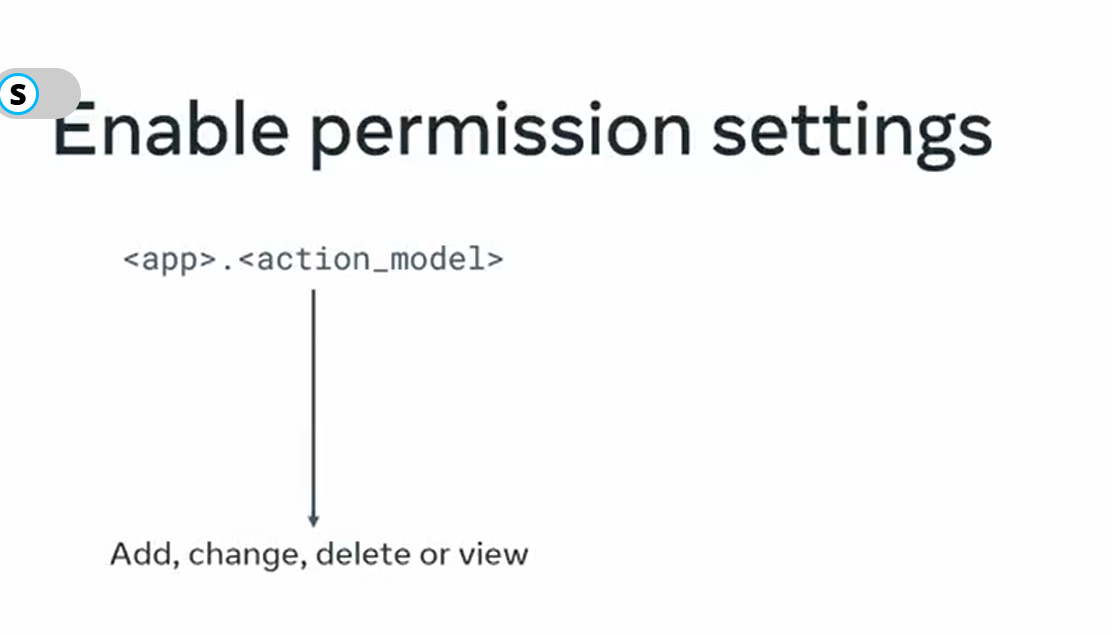 S
Enable permission settings
<app>.<action_model>
Add, change, delete or view